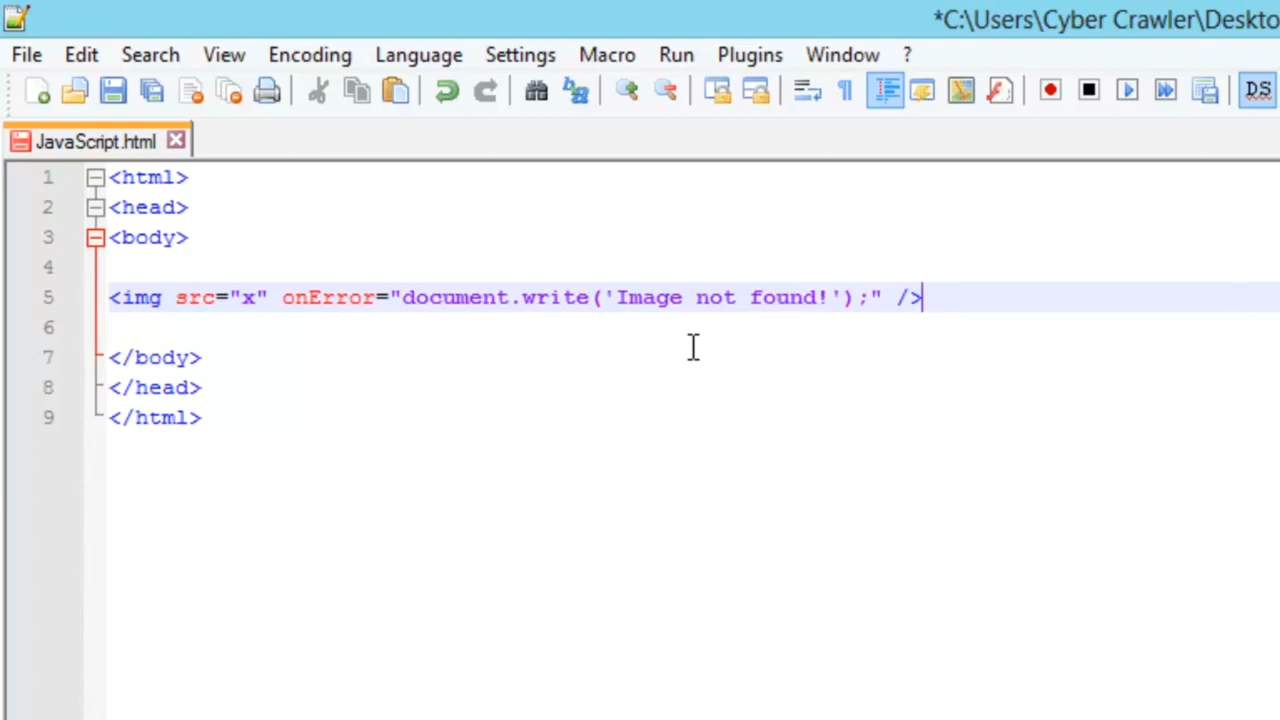 *C:\Users\Cyber Crawler\Deskto
File Edit Search View Encoding Language Settings Macro Run Plugins Window ?
DS
JavaScript.html
1 <html>
2 <head>
3 <body>
4
5 <img src="x" onError="document.write('Image not found!');" />
6
7 </body>
8 </head>
9 </html>